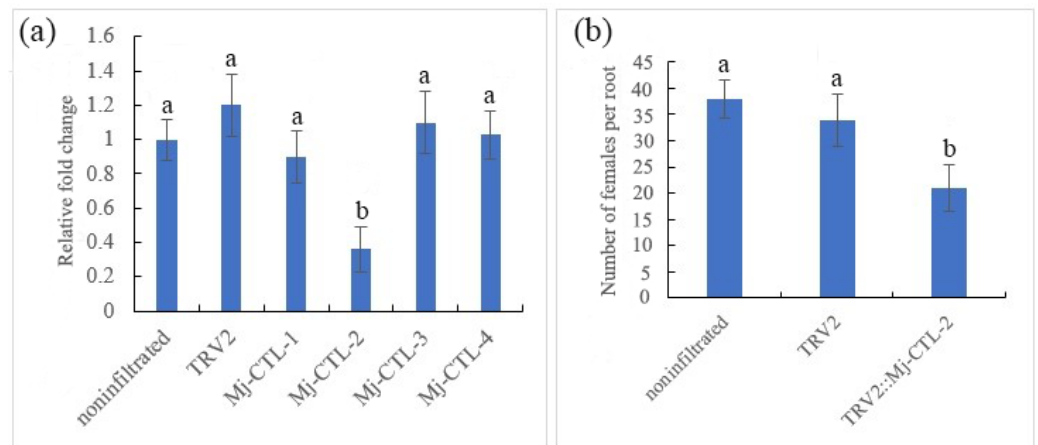 (a)
Relative fold change
1.6
1.4
1.2
1
0.8
0.6
0.4
0.2
0
a
a
a
b
a
a
noninfiltrated
TRV2
Mj-CTL-1
Mj-CTL-2
Mj-CTL-3
Mj-CTL-4
(b)
Number of females per root
45
40
35
30
25
20
15
10
5
0
a
a
b
noninfiltrated
TRV2
TRV2::Mj-CTL-2